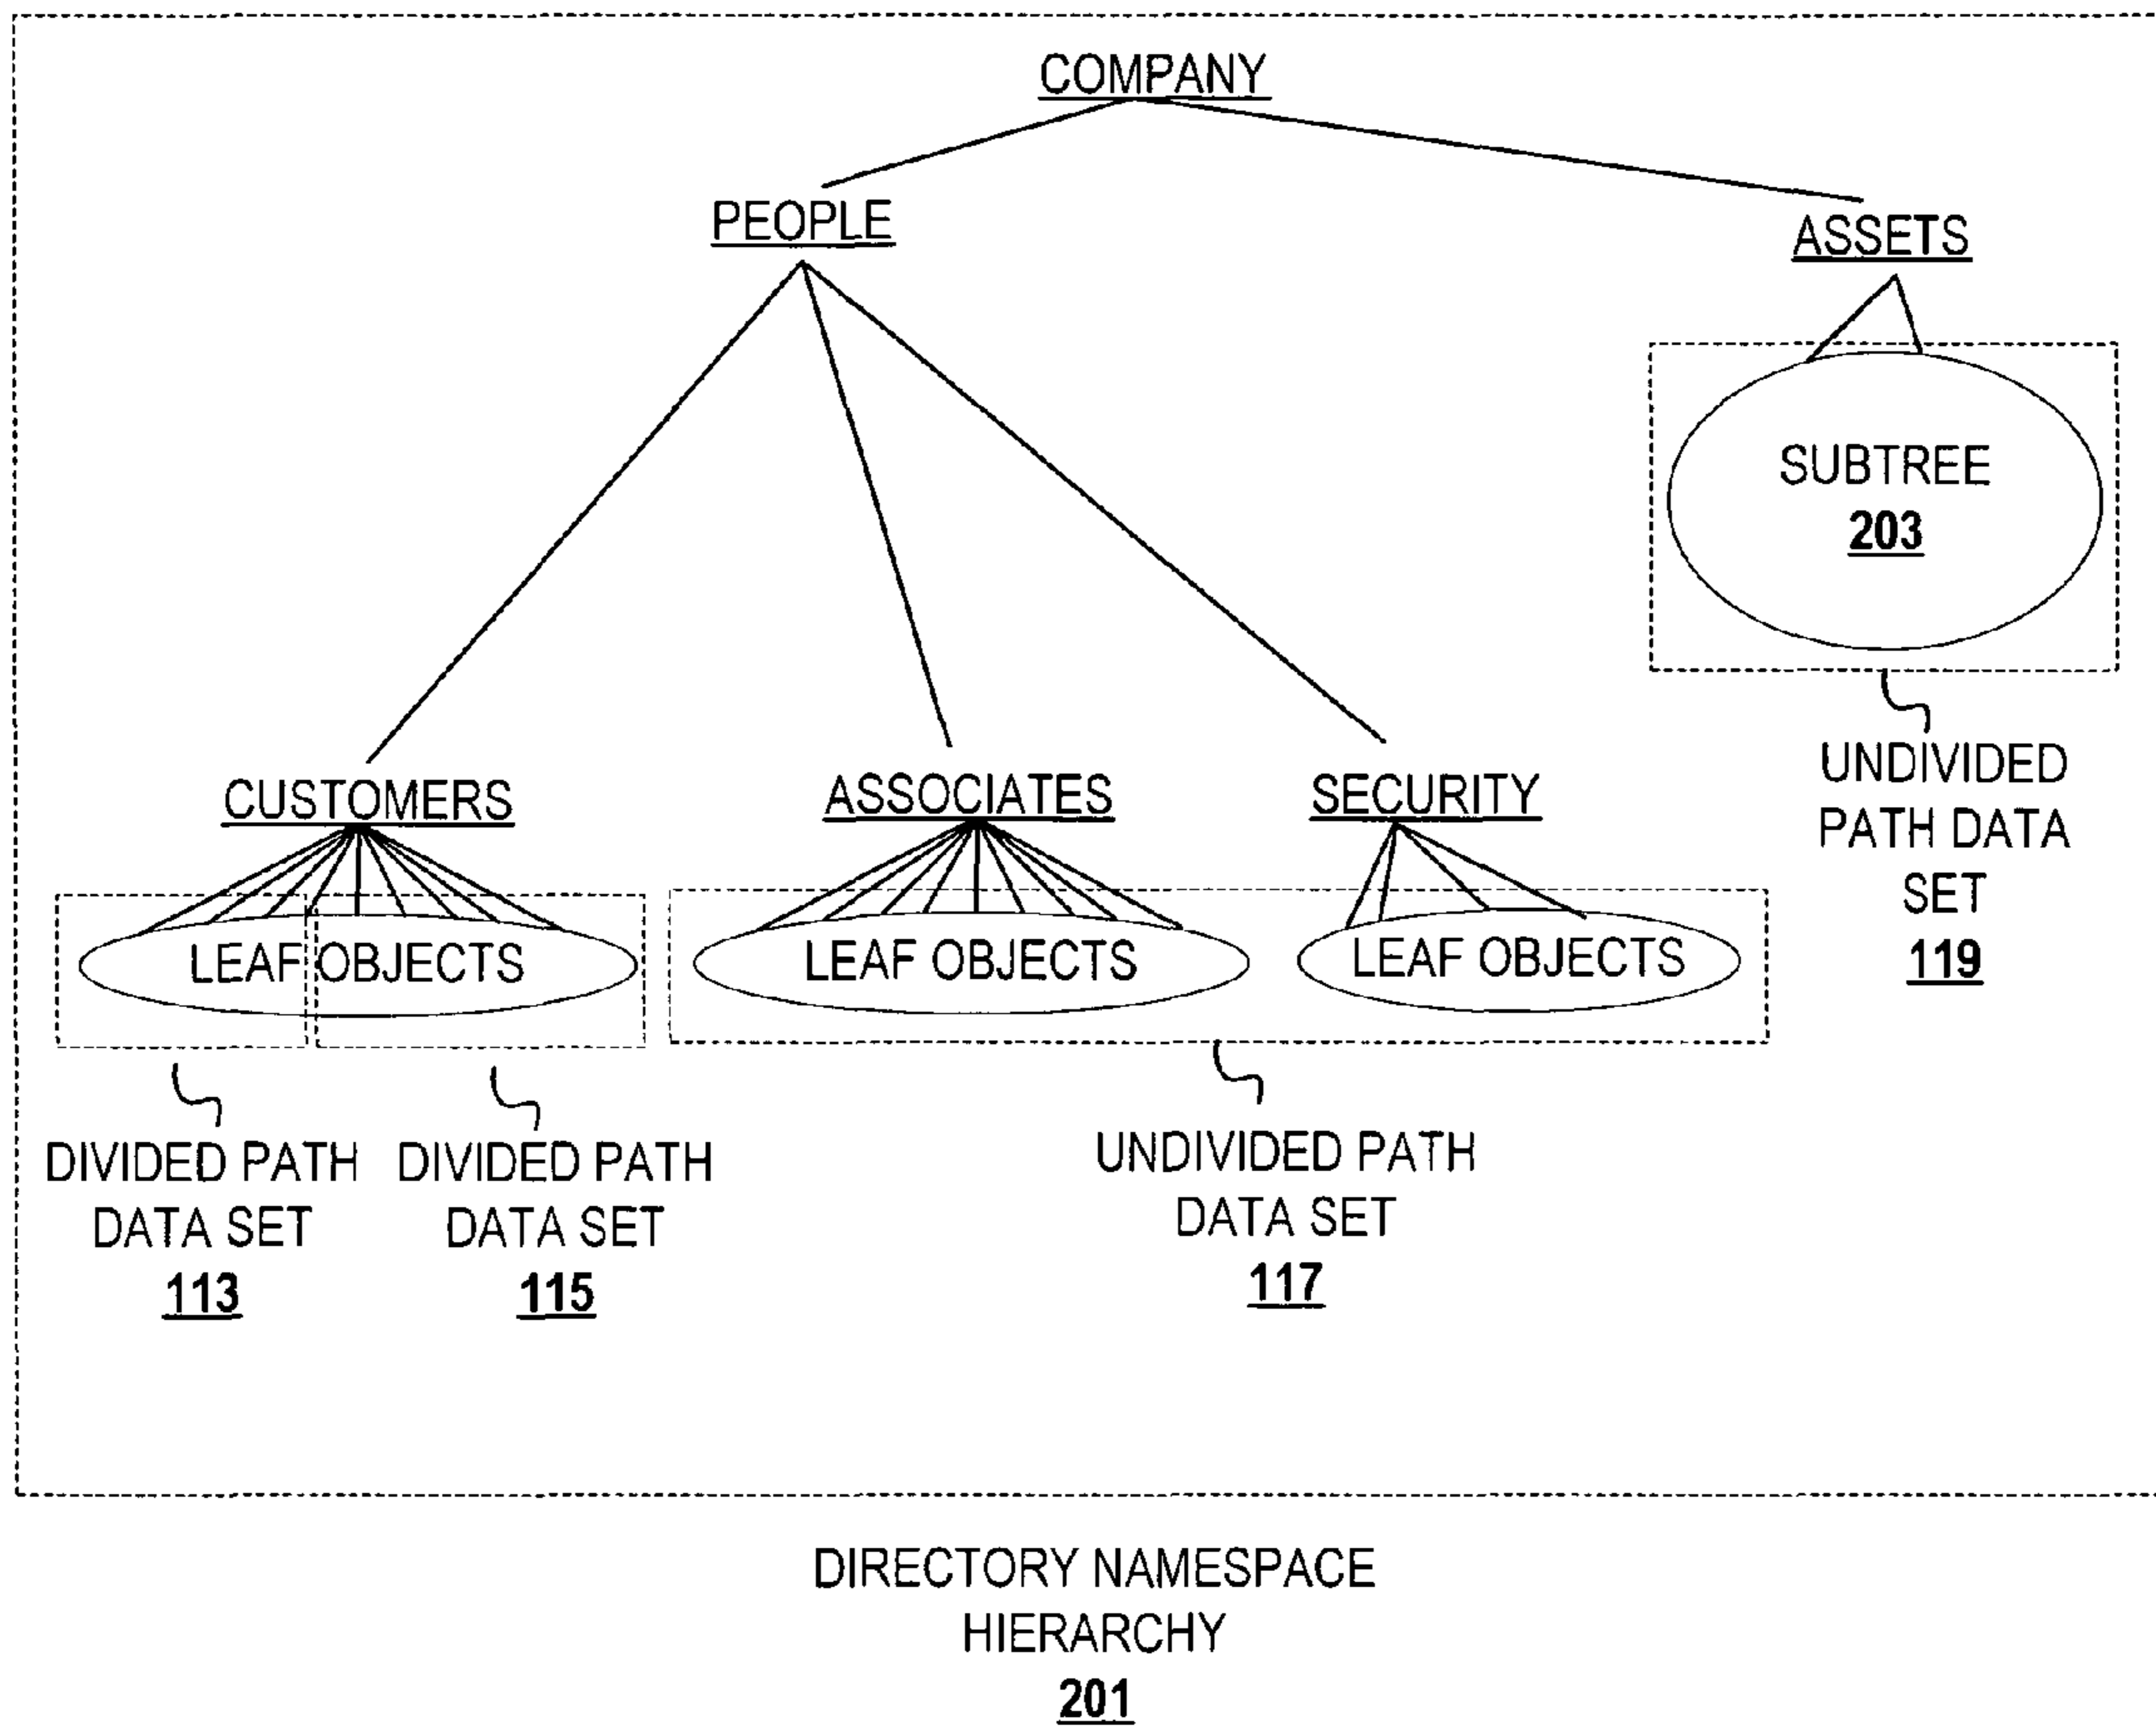 COMPANY
PEOPLE
ASSETS
SUBTREE
203
UNDIVIDED
PATH DATA
SET
119
CUSTOMERS
ASSOCIATES
SECURITY
LEAF OBJECTS
LEAF OBJECTS
LEAF OBJECTS
DIVIDED PATH
DATA SET
113
DIVIDED PATH
DATA SET
115
UNDIVIDED PATH
DATA SET
117
DIRECTORY NAMESPACE
HIERARCHY
201